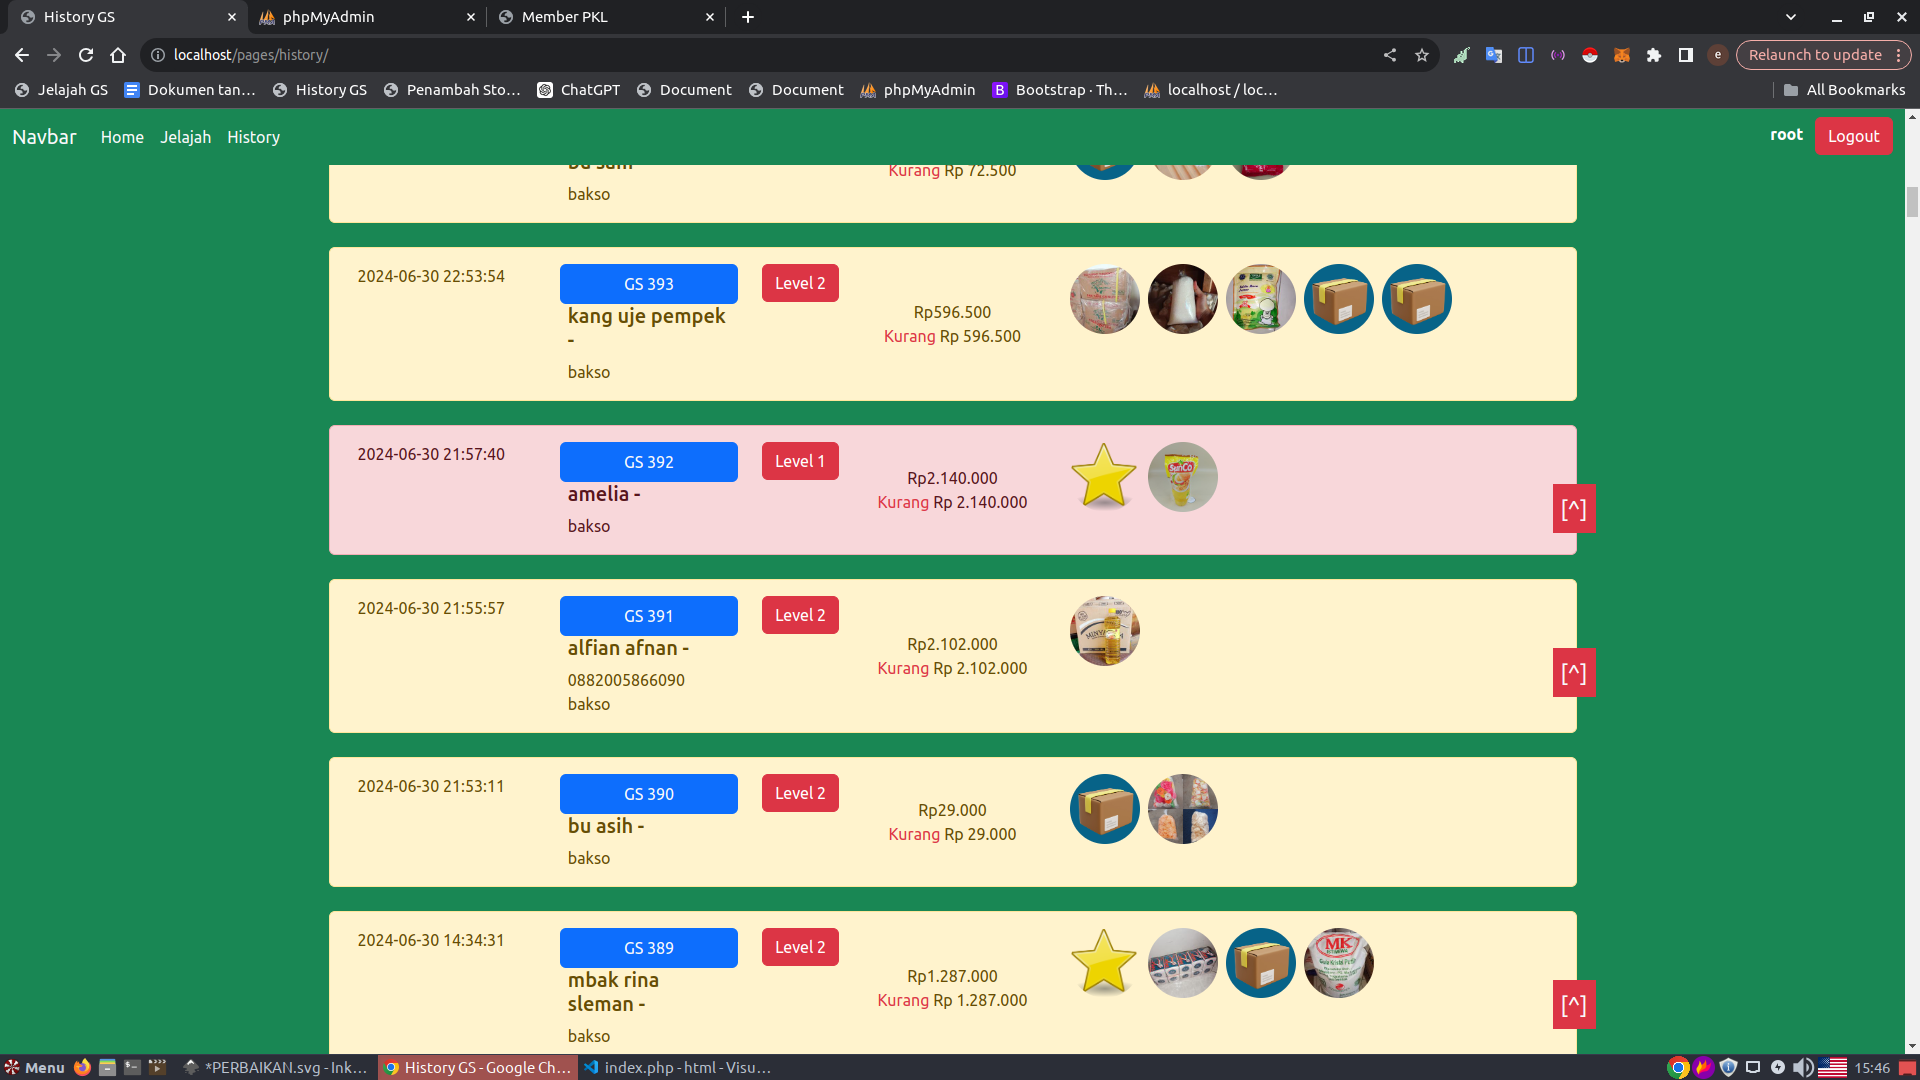 History GS
phpMyAdmin
Member PKL
localhost/pages/history/
Relaunch to update
Jelajah GS
Dokumen tan...
History GS
Penambah Sto...
ChatGPT
Document
Document
phpMyAdmin
Bootstrap · Th...
localhost / loc...
All Bookmarks
Navbar
Home
Jelajah
History
root
Logout
Kurang Rp 72.500
bakso
2024-06-30 22:53:54
GS 393
Level 2
kang uje pempek
-
bakso
Rp596.500
Kurang Rp 596.500
2024-06-30 21:57:40
GS 392
Level 1
amelia -
bakso
Rp2.140.000
Kurang Rp 2.140.000
SunCo
[^]
2024-06-30 21:55:57
GS 391
Level 2
alfian afnan -
0882005866090
bakso
Rp2.102.000
Kurang Rp 2.102.000
[^]
2024-06-30 21:53:11
GS 390
Level 2
bu asih -
bakso
Rp29.000
Kurang Rp 29.000
2024-06-30 14:34:31
GS 389
Level 2
mbak rina
sleman -
bakso
Rp1.287.000
Kurang Rp 1.287.000
MK
[^]
Menu
*PERBAIKAN.svg - Ink...
History GS - Google Ch...
index.php - html - Visu...
15:46